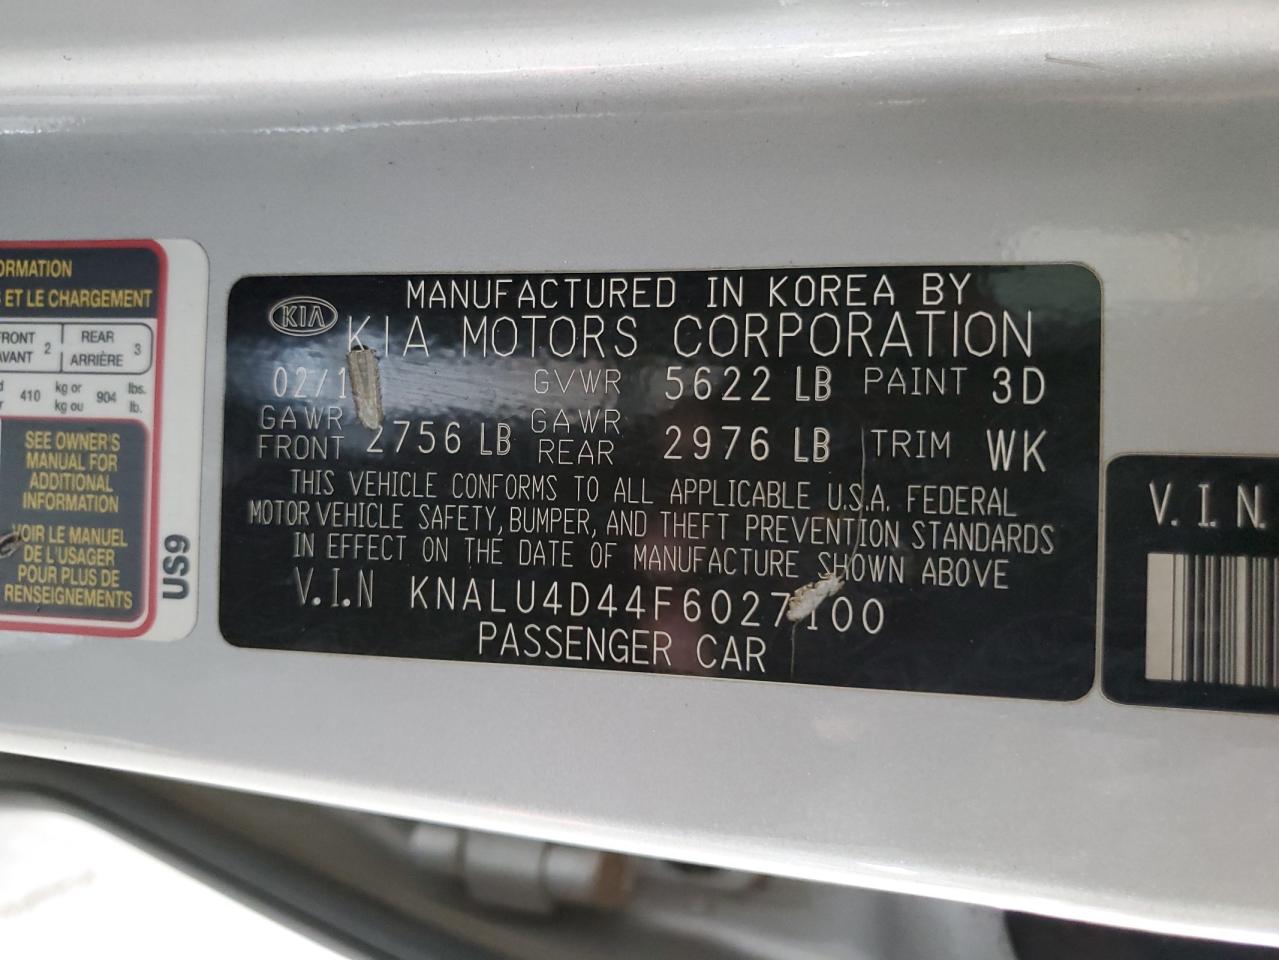 ORMATION
S ET LE CHARGEMENT
FRONT AVANT 2 REAR ARRIÈRE 3
410 kg or kg ou 904 lbs. lb.
SEE OWNER'S
MANUAL FOR
ADDITIONAL
INFORMATION
VOIR LE MANUEL
DE L'USAGER
POUR PLUS DE
RENSEIGNEMENTS
US9
MANUFACTURED IN KOREA BY
KIA KIA MOTORS CORPORATION
02/1 GVWR 5622 LB PAINT 3D
GAWR FRONT 2756 LB GAWR REAR 2976 LB TRIM WK
THIS VEHICLE CONFORMS TO ALL APPLICABLE U.S.A. FEDERAL
MOTOR VEHICLE SAFETY, BUMPER, AND THEFT PREVENTION STANDARDS
IN EFFECT ON THE DATE OF MANUFACTURE SHOWN ABOVE
V.I.N KNALU4D44F6027100
PASSENGER CAR
V.I.N